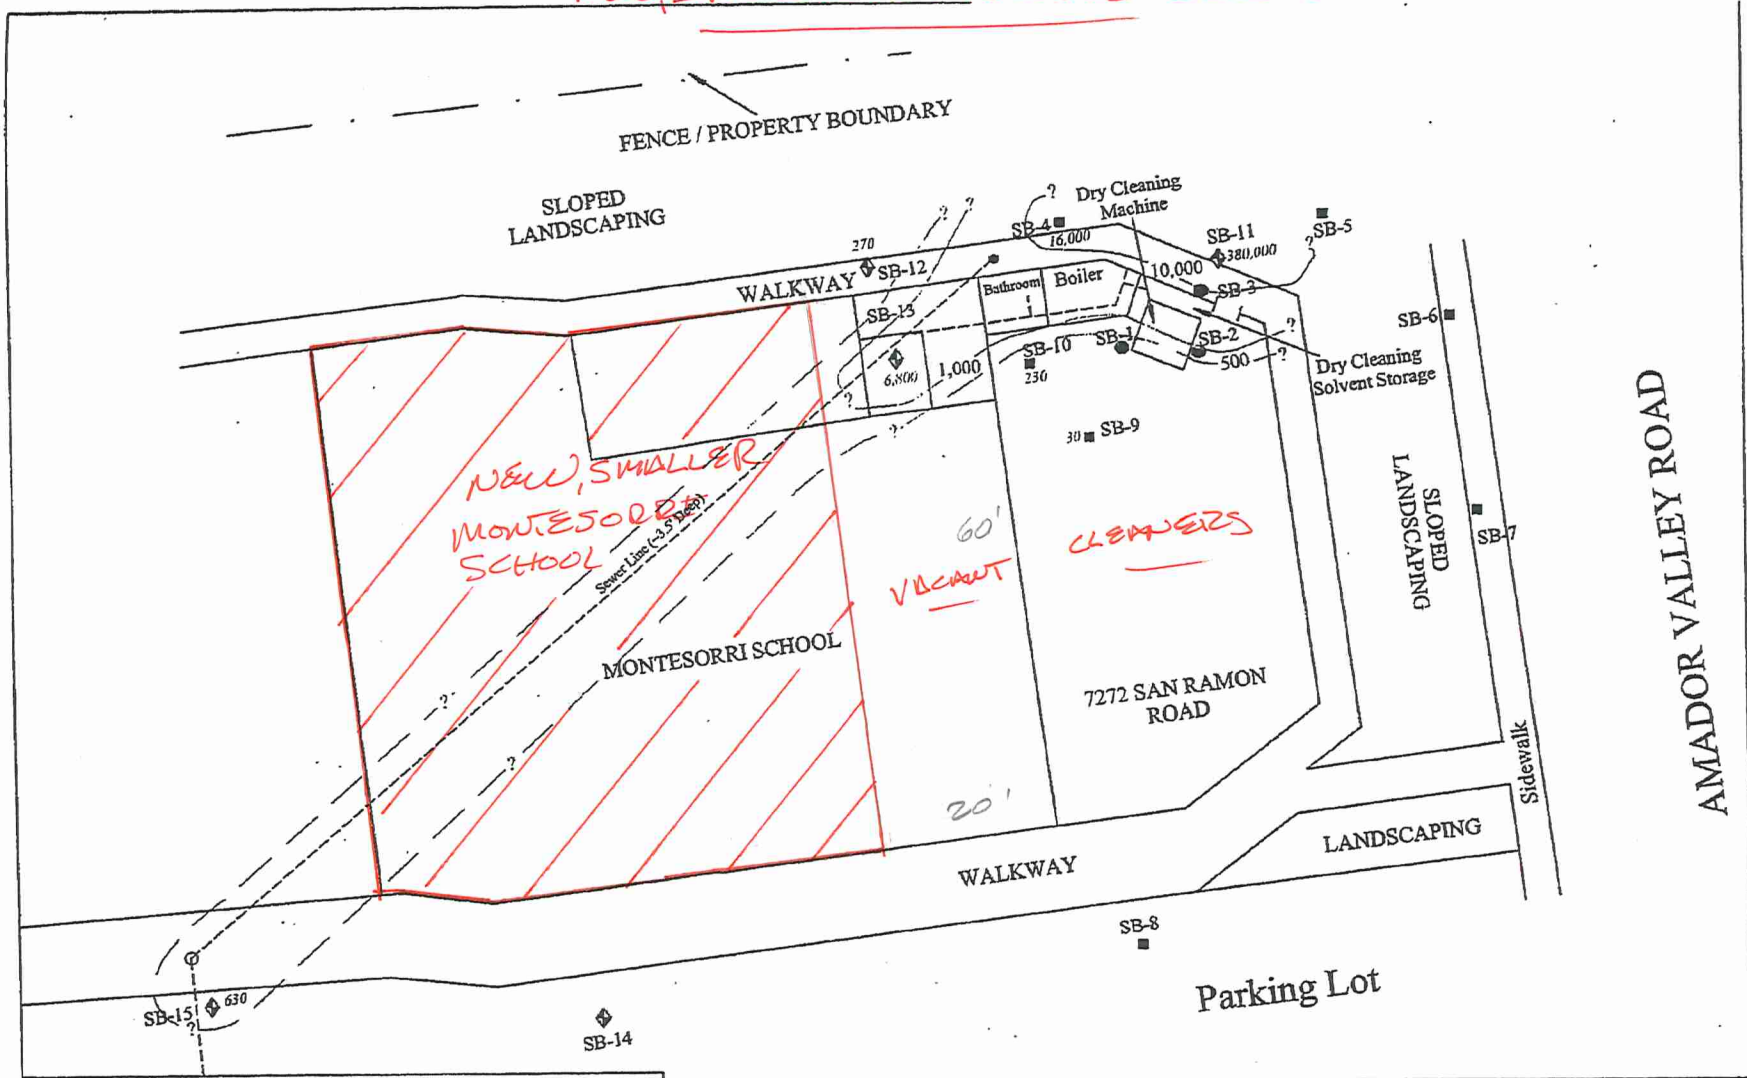 FENCE / PROPERTY BOUNDARY
SLOPED
LANDSCAPING
?
?
?
Dry Cleaning
Machine
SB-4
16,000
SB-11
380,000
SB-5
?
270
SB-12
WALKWAY
Bathroom
Boiler
10,000
SB-3
SB-13
6,800
1,000
SB-10
230
SB-1
SB-2
500
?
?
SB-6
Dry Cleaning
Solvent Storage
?
?
30
SB-9
NEW, SMALLER
MONTESORRI
SCHOOL
Sewer Line (~3.5' Deep)
60'
VACANT
CLEANERS
SLOPED
LANDSCAPING
SB-7
AMADOR VALLEY ROAD
MONTESORRI SCHOOL
7272 SAN RAMON
ROAD
?
?
20'
Sidewalk
WALKWAY
LANDSCAPING
SB-8
Parking Lot
SB-15
630
?
SB-14